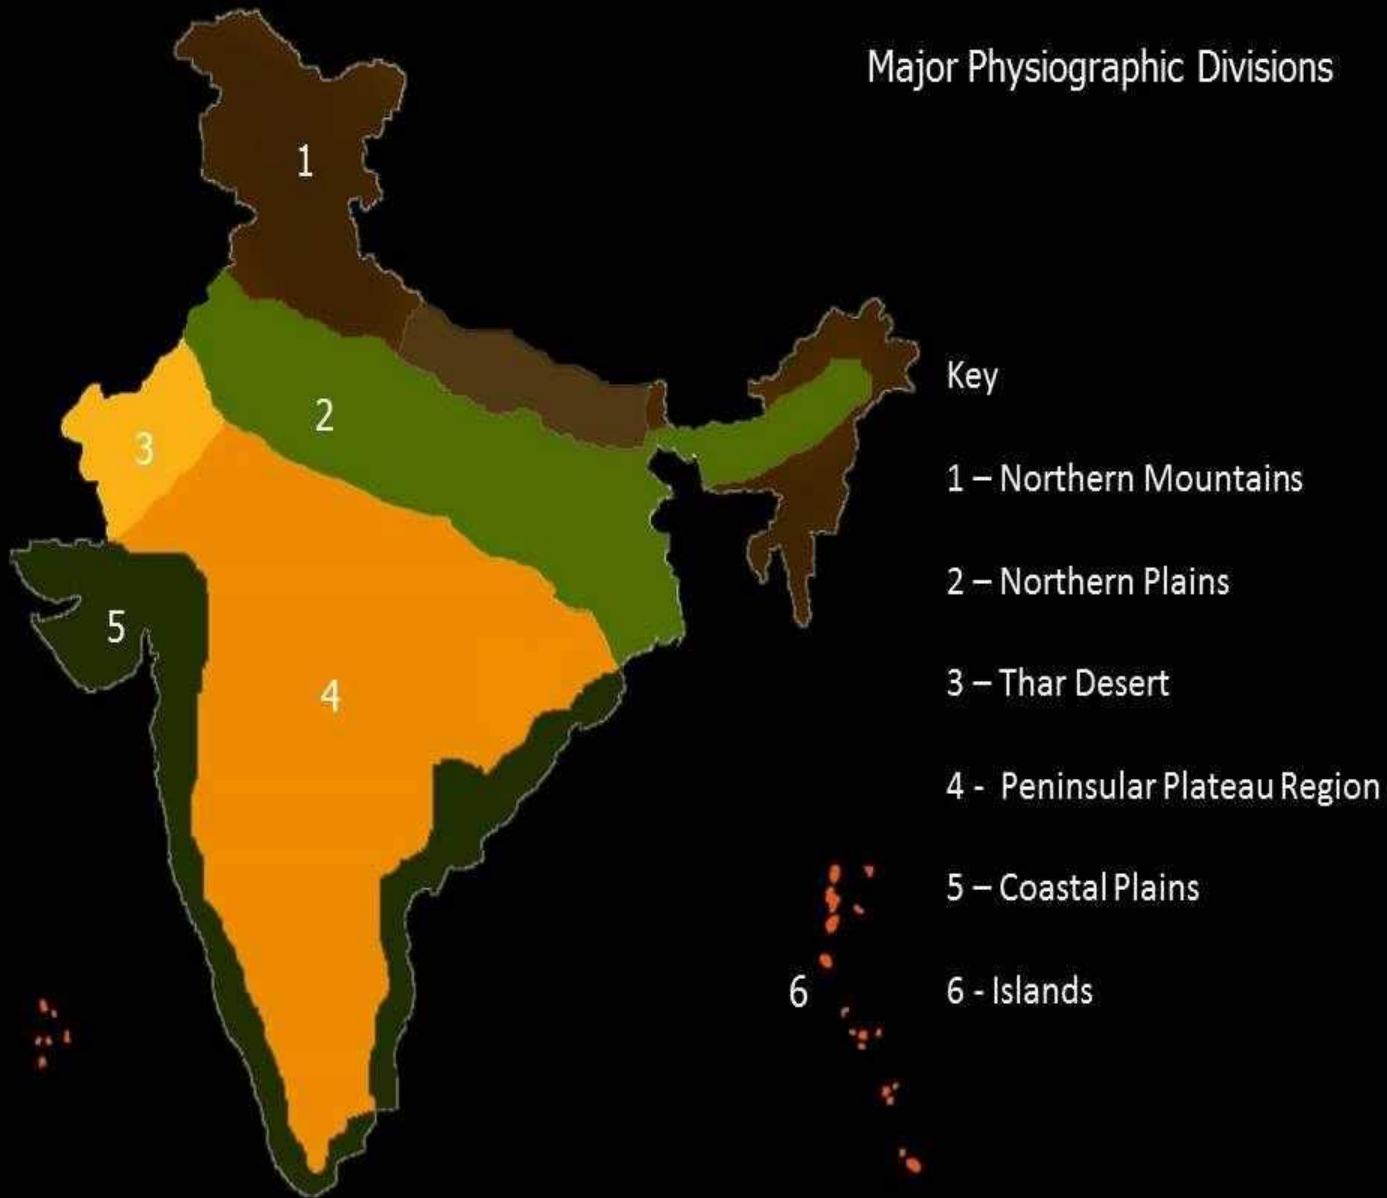 Major Physiographic Divisions
1
2
3
4
5
6
Key
1 – Northern Mountains
2 – Northern Plains
3 – Thar Desert
4 - Peninsular Plateau Region
5 – Coastal Plains
6 - Islands